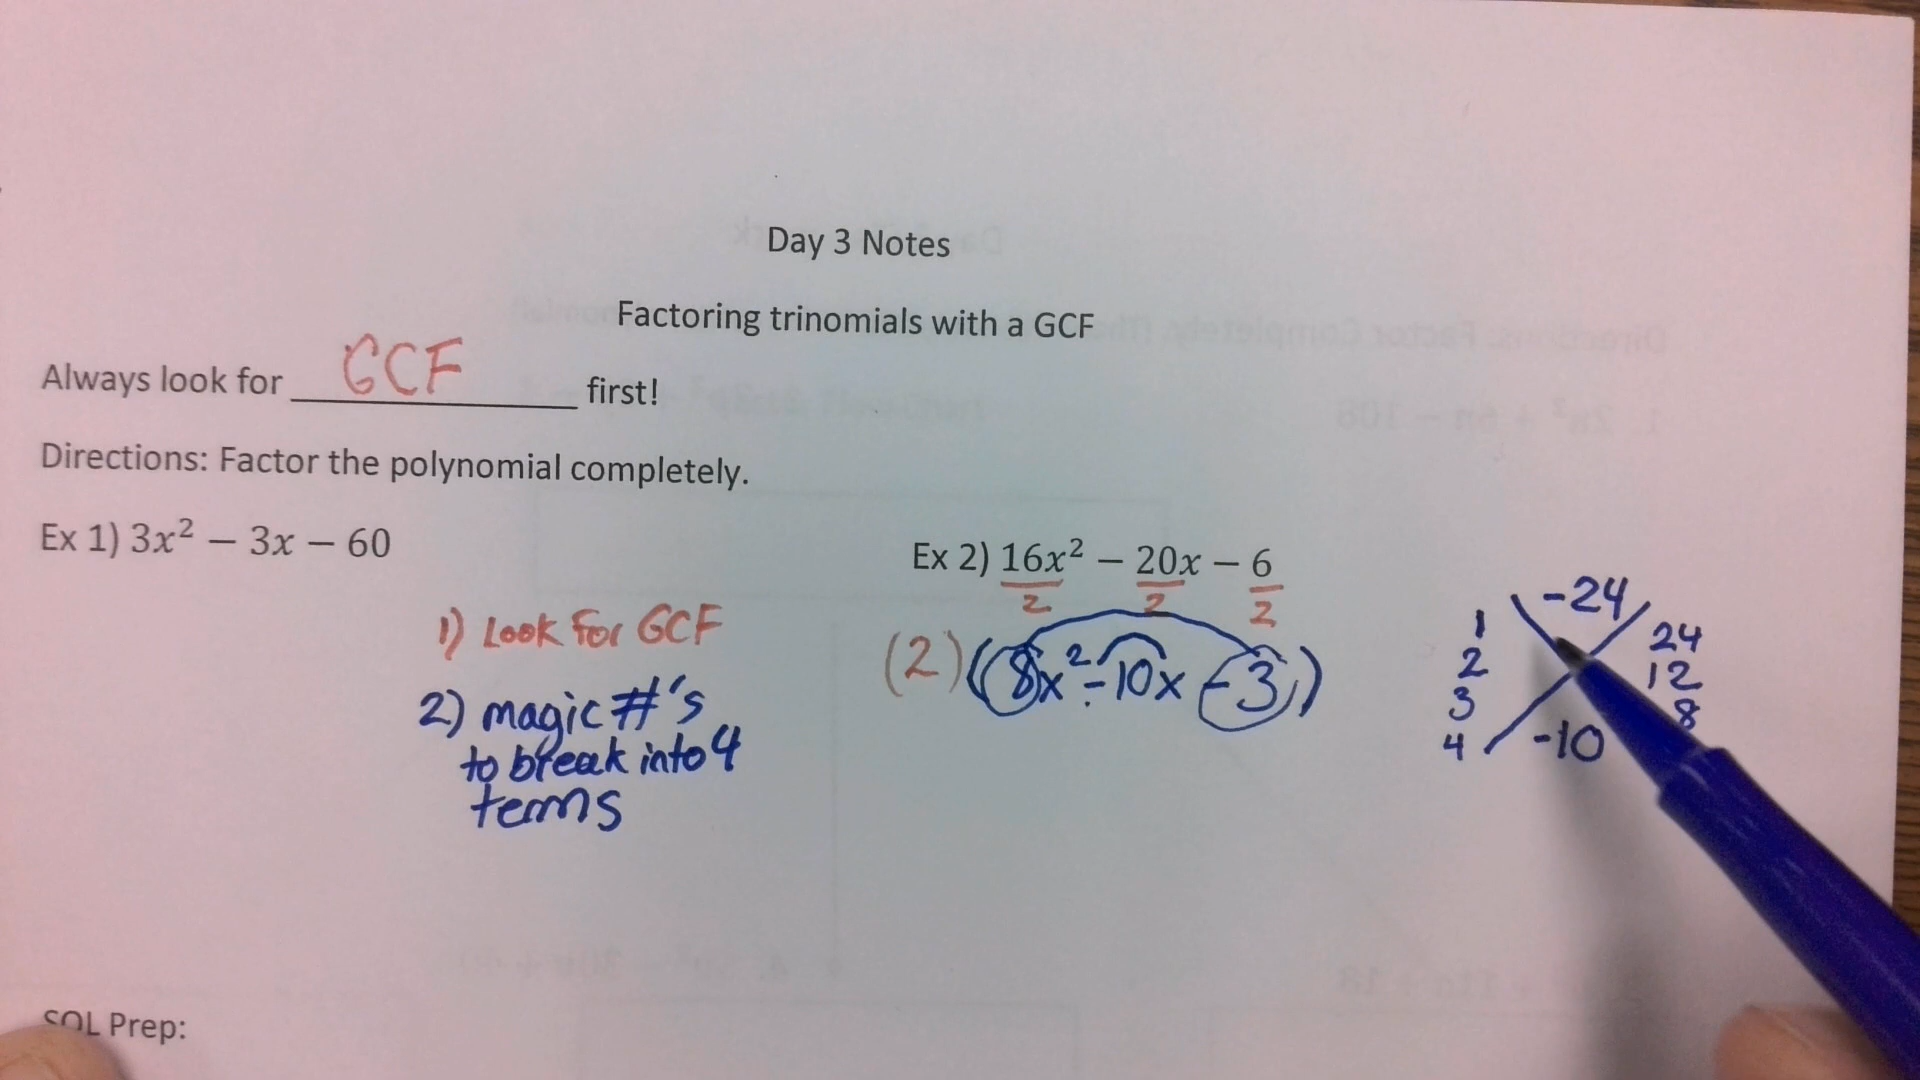 Day 3 Notes
Factoring trinomials with a GCF
Always look for GCF first!
Directions: Factor the polynomial completely.
Ex 1) 3x² − 3x − 60
Ex 2) 16x² − 20x − 6
2 2 2
(2)(8x² - 10x - 3)
1) Look for GCF
2) magic #'s
to break into 4
terms
-24
1 24
2 12
3 8
4
-10
SOL Prep: